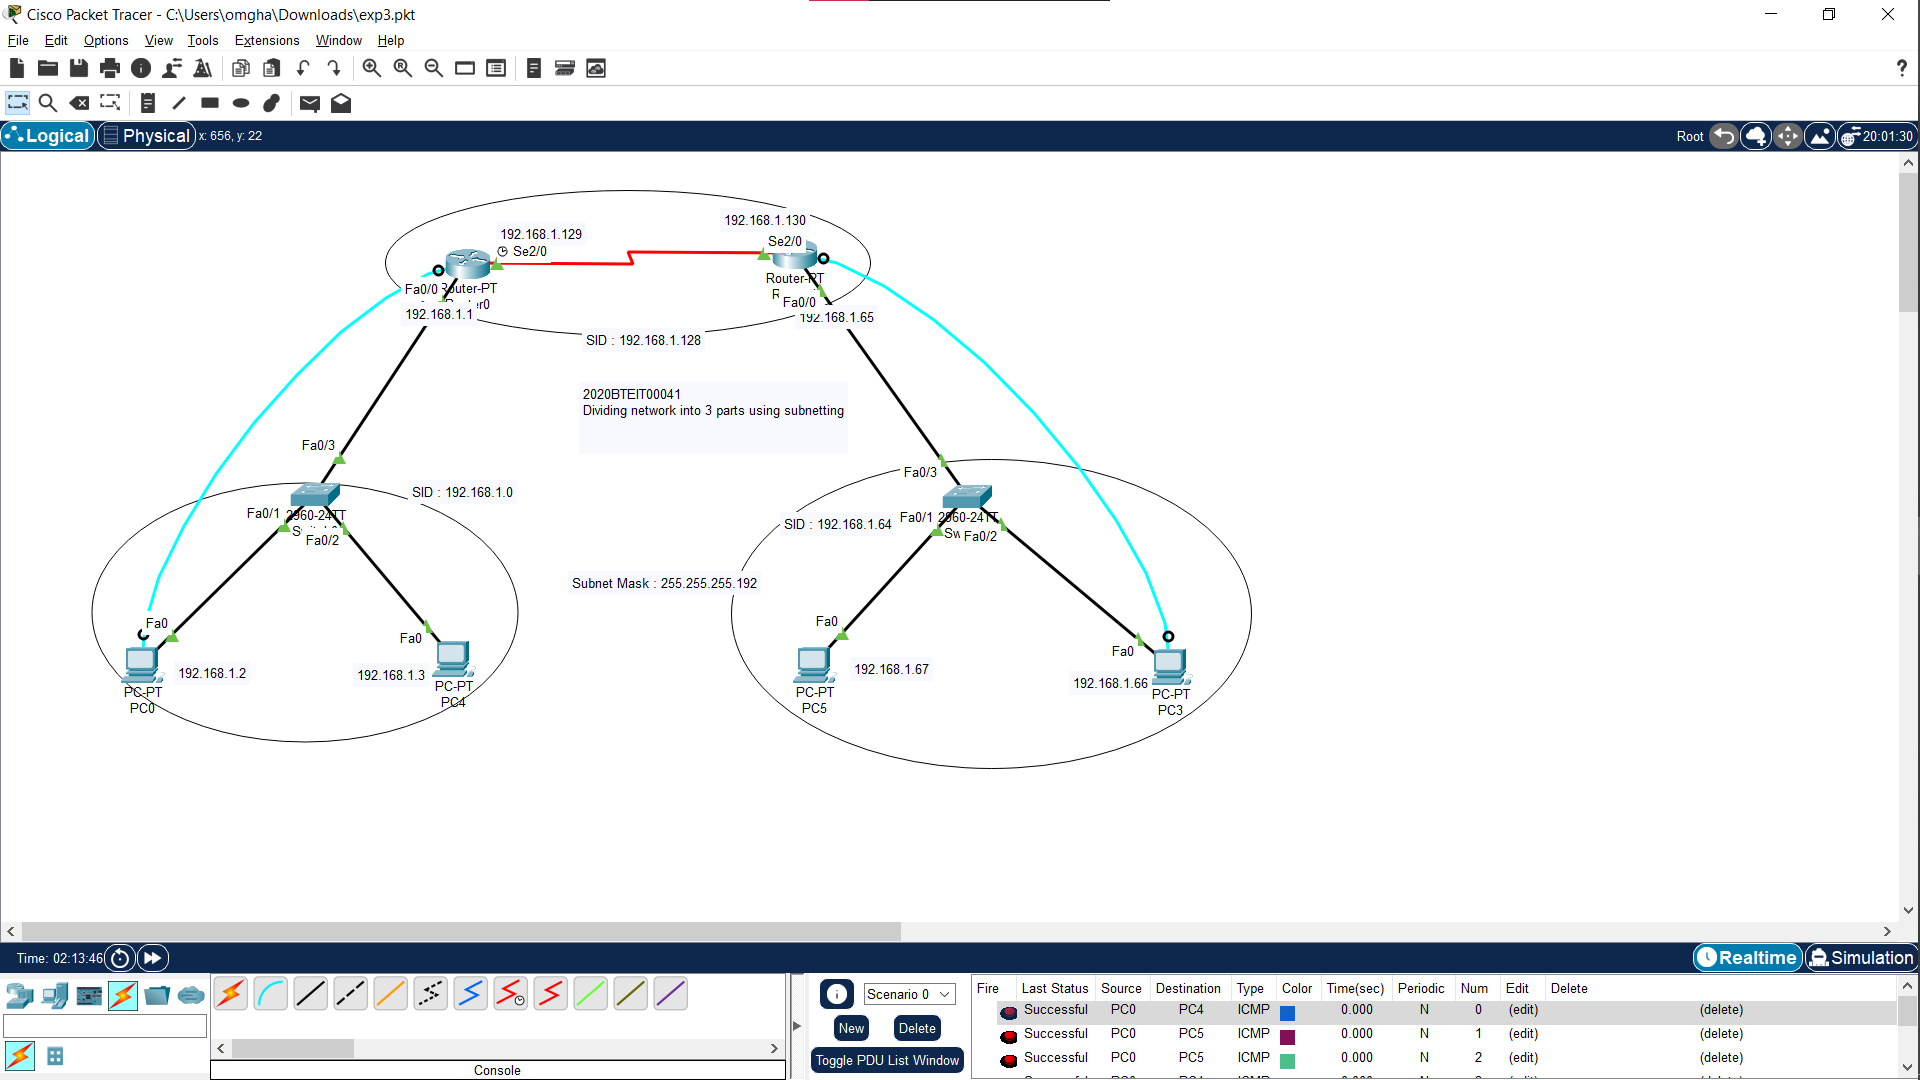 Cisco Packet Tracer - C:\Users\omgha\Downloads\exp3.pkt
File Edit Options View Tools Extensions Window Help
?
Logical Physical x: 656, y: 22
Root 20:01:30
192.168.1.129
Se2/0
192.168.1.130
Se2/0
Fa0/0
Router-PT
192.168.1.1
Router-PT
Fa0/0
192.168.1.65
SID : 192.168.1.128
2020BTEIT00041
Dividing network into 3 parts using subnetting
Fa0/3
SID : 192.168.1.0
Fa0/1
2960-24TT
Fa0/2
Fa0/3
SID : 192.168.1.64
Fa0/1
2960-24TT
Fa0/2
Subnet Mask : 255.255.255.192
Fa0
192.168.1.2
PC-PT
PC0
Fa0
192.168.1.3
PC-PT
PC4
Fa0
192.168.1.67
PC-PT
PC5
Fa0
192.168.1.66
PC-PT
PC3
Time: 02:13:46
Realtime Simulation
Scenario 0
New Delete
Toggle PDU List Window
Console
Fire Last Status Source Destination Type Color Time(sec) Periodic Num Edit Delete
Successful PC0 PC4 ICMP 0.000 N 0 (edit) (delete)
Successful PC0 PC5 ICMP 0.000 N 1 (edit) (delete)
Successful PC0 PC5 ICMP 0.000 N 2 (edit) (delete)